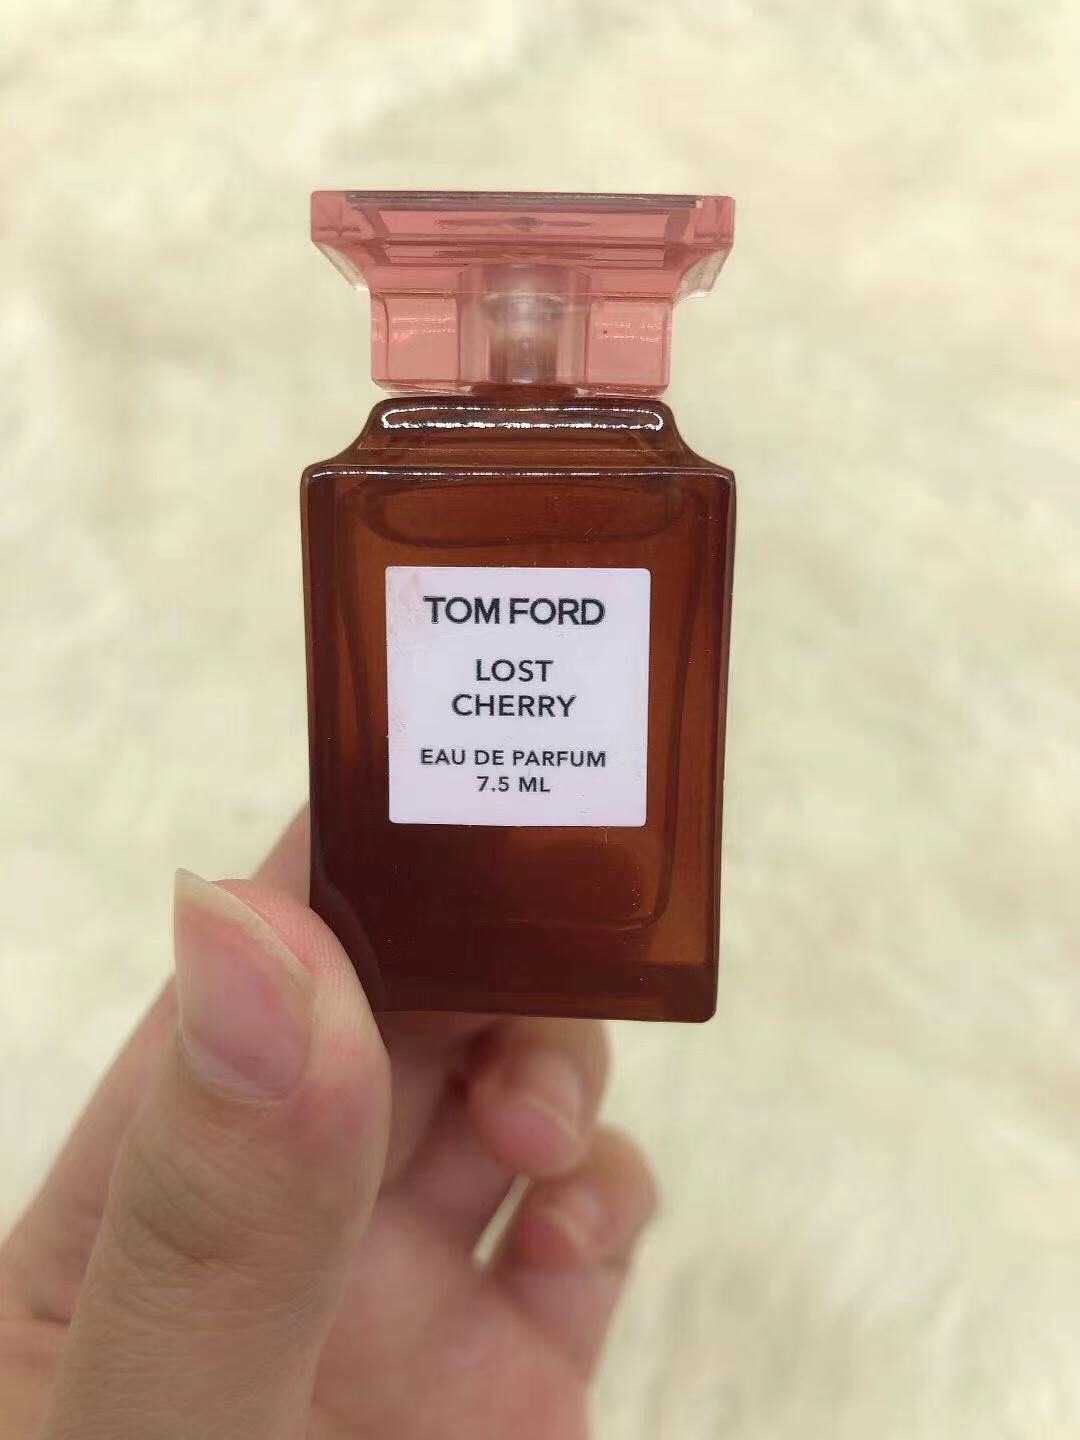 TOM FORD
LOST
CHERRY
EAU DE PARFUM
7.5 ML